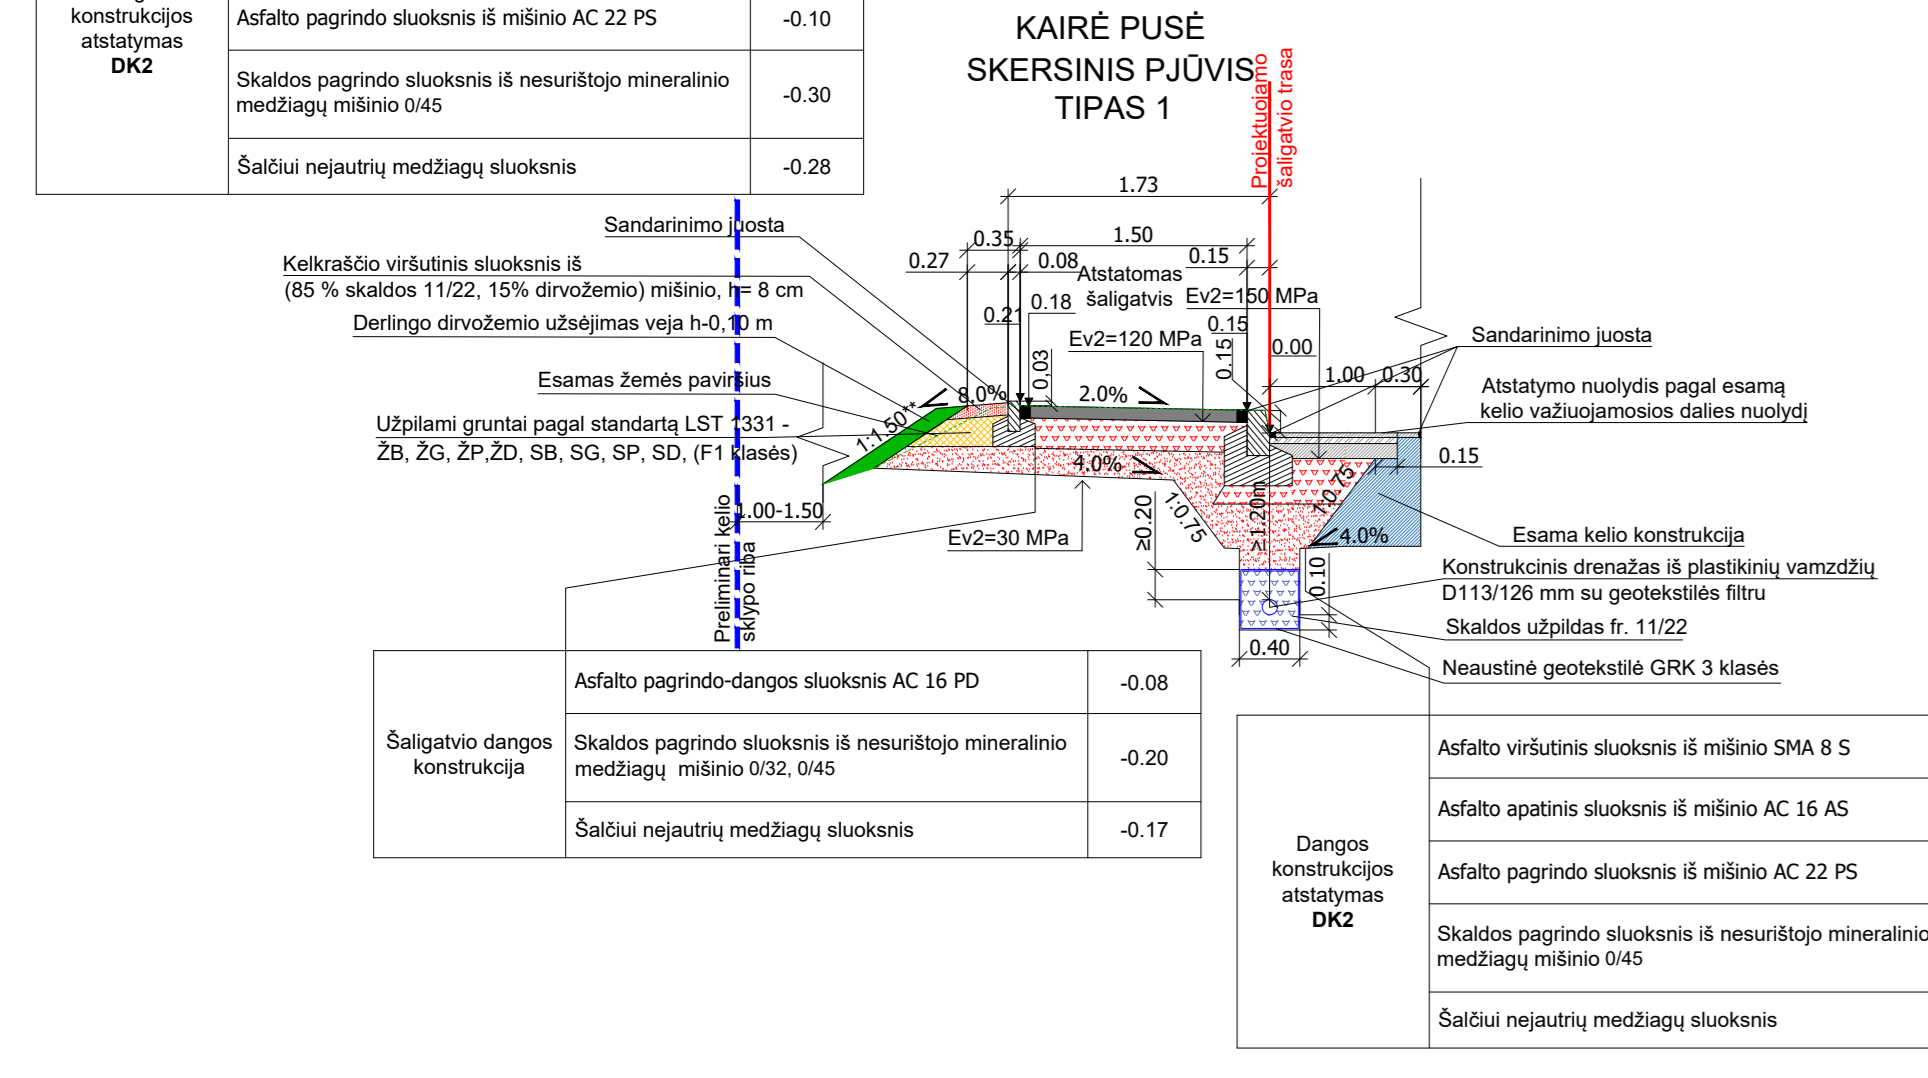 konstrukcijos
atstatymas
DK2
Asfalto pagrindo sluoksnis iš mišinio AC 22 PS
-0.10
Skaldos pagrindo sluoksnis iš nesurištojo mineralinio
medžiagų mišinio 0/45
-0.30
Šalčiui nejautrių medžiagų sluoksnis
-0.28
KAIRĖ PUSĖ
SKERSINIS PJŪVIS
TIPAS 1
Projektuojamo
šaligatvio trasa
1.73
Sandarinimo juosta
0.35
1.50
0.27
0.08
0.15
Kelkraščio viršutinis sluoksnis iš
(85 % skaldos 11/22, 15% dirvožemio) mišinio, h= 8 cm
Atstatomas
šaligatvis
Ev2=150 MPa
0.21
0.18
Derlingo dirvožemio užsėjimas veja h-0,10 m
Ev2=120 MPa
0.15
0.15
0.00
Sandarinimo juosta
0,03
Esamas žemės paviršius
8.0%
2.0%
1.00
0.30
Atstatymo nuolydis pagal esamą
kelio važiuojamosios dalies nuolydį
Užpilami gruntai pagal standartą LST 1331 -
ŽB, ŽG, ŽP,ŽD, SB, SG, SP, SD, (F1 klasės)
1:1.50**
4.0%
0.15
1.00-1.50
≥0.20
1:0.75
≥1.20m
1:0.75
4.0%
Ev2=30 MPa
Esama kelio konstrukcija
Preliminari kelio
sklypo riba
0.10
Konstrukcinis drenažas iš plastikinių vamzdžių
D113/126 mm su geotekstilės filtru
Skaldos užpildas fr. 11/22
0.40
Neaustinė geotekstilė GRK 3 klasės
Šaligatvio dangos
konstrukcija
Asfalto pagrindo-dangos sluoksnis AC 16 PD
-0.08
Skaldos pagrindo sluoksnis iš nesurištojo mineralinio
medžiagų mišinio 0/32, 0/45
-0.20
Šalčiui nejautrių medžiagų sluoksnis
-0.17
Dangos
konstrukcijos
atstatymas
DK2
Asfalto viršutinis sluoksnis iš mišinio SMA 8 S
Asfalto apatinis sluoksnis iš mišinio AC 16 AS
Asfalto pagrindo sluoksnis iš mišinio AC 22 PS
Skaldos pagrindo sluoksnis iš nesurištojo mineralinio
medžiagų mišinio 0/45
Šalčiui nejautrių medžiagų sluoksnis